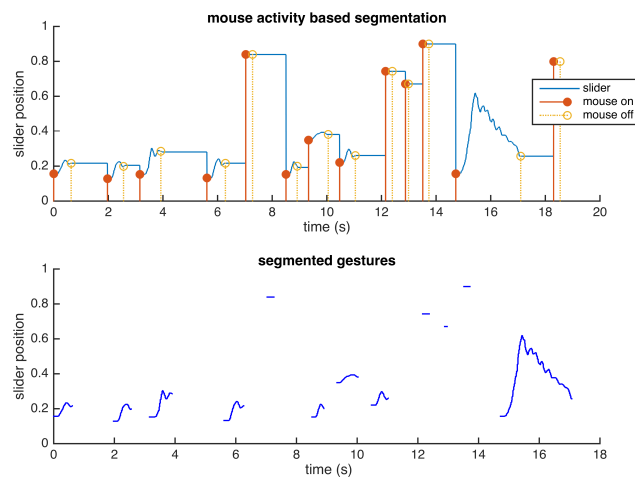 mouse activity based segmentation
slider position
1
0.8
0.6
0.4
0.2
0
0 2 4 6 8 10 12 14 16 18 20
time (s)
slider
mouse on
mouse off
segmented gestures
slider position
1
0.8
0.6
0.4
0.2
0
0 2 4 6 8 10 12 14 16 18
time (s)